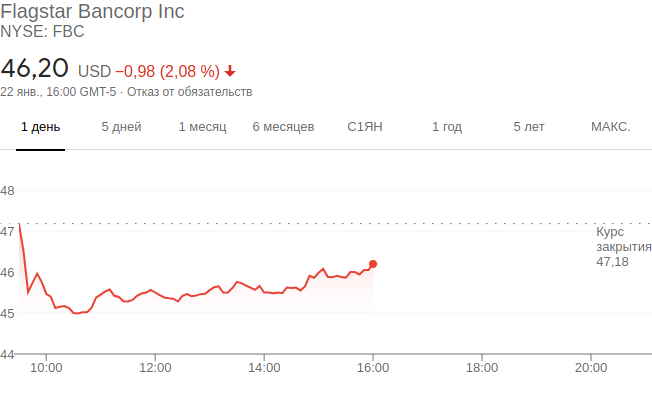 Flagstar Bancorp Inc
NYSE: FBC
46,20 USD −0,98 (2,08 %)
22 янв., 16:00 GMT-5 · Отказ от обязательств
1 день 5 дней 1 месяц 6 месяцев С1ЯН 1 год 5 лет МАКС.
48
47
46
45
44
Курс
закрытия
47,18
10:00 12:00 14:00 16:00 18:00 20:00